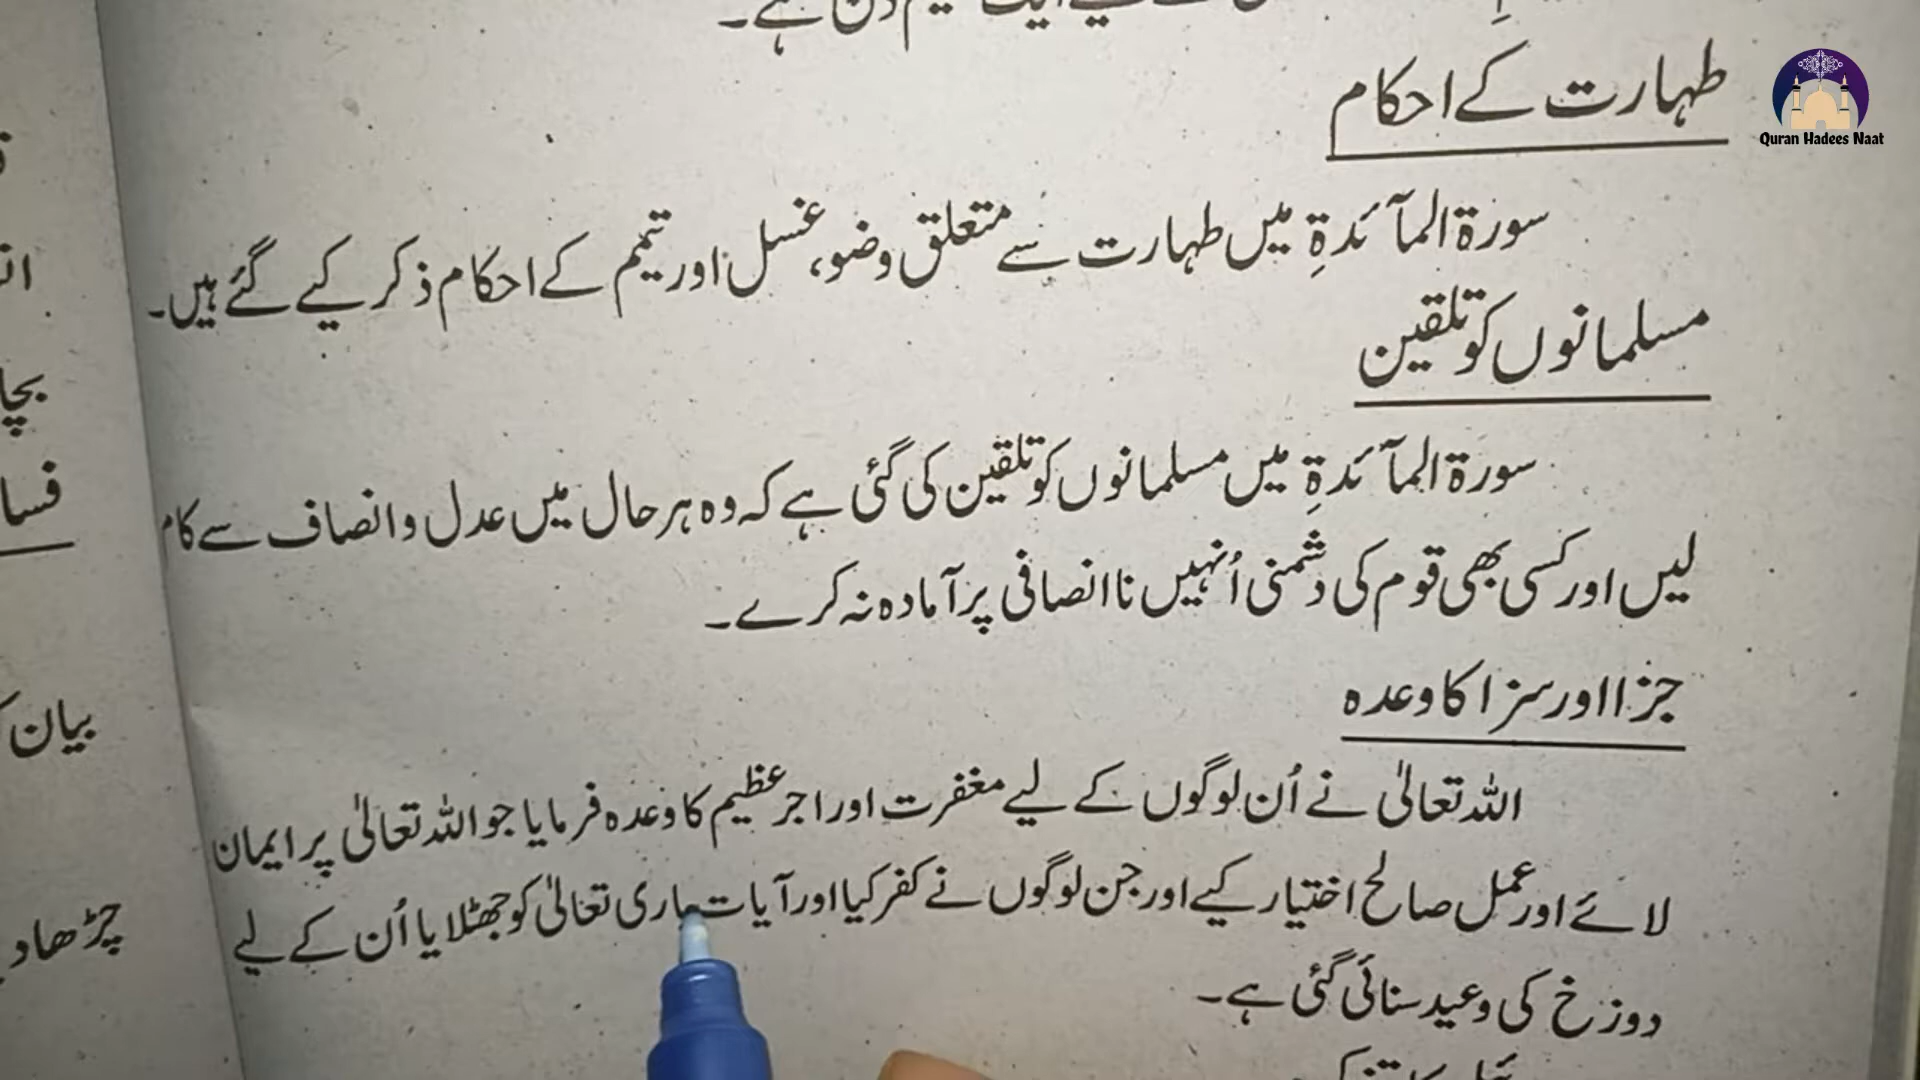 طہارت کے احکام
Quran Hadees Naat
سورۃ المآئدۃِ میں طہارت سے متعلق وضو، غسل اور تیمم کے احکام ذکر کیے گئے ہیں۔
مسلمانوں کو تلقین
سورۃ المآئدۃِ میں مسلمانوں کو تلقین کی گئی ہے کہ وہ ہر حال میں عدل و انصاف سے کام
لیں اور کسی بھی قوم کی دشمنی اُنہیں ناانصافی پر آمادہ نہ کرے۔
جزا اور سزا کا وعدہ
اللہ تعالیٰ نے اُن لوگوں کے لیے مغفرت اور اجر عظیم کا وعدہ فرمایا جو اللہ تعالیٰ پر ایمان
لائے اور عمل صالح اختیار کیے اور جن لوگوں نے کفر کیا اور آیات باری تعالیٰ کو جھٹلایا اُن کے لیے
دوزخ کی وعید سنائی گئی ہے۔
بچا
فسا
بیان
چڑھاد